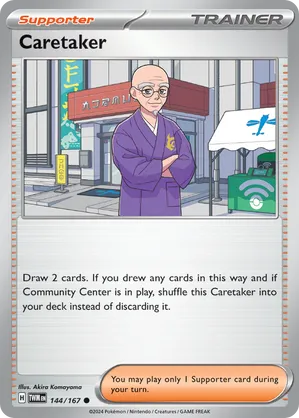 Supporter
TRAINER
Caretaker
Draw 2 cards. If you drew any cards in this way and if
Community Center is in play, shuffle this Caretaker into
your deck instead of discarding it.
Illus. Akira Komayama
H TWM EN 144/167
You may play only 1 Supporter card during
your turn.
©2024 Pokémon/Nintendo/Creatures/GAME FREAK